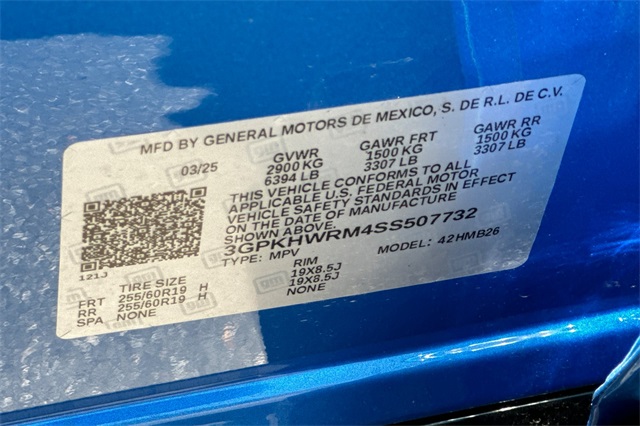 MFD BY GENERAL MOTORS DE MEXICO, S. DE R.L. DE C.V.
03/25 GVWR GAWR FRT GAWR RR
2900 KG 1500 KG 1500 KG
6394 LB 3307 LB 3307 LB
THIS VEHICLE CONFORMS TO ALL
APPLICABLE U.S. FEDERAL MOTOR
VEHICLE SAFETY STANDARDS IN EFFECT
ON THE DATE OF MANUFACTURE
SHOWN ABOVE.
3GPKHWRM4SS507732
TYPE: MPV MODEL: 42HMB26
121J
TIRE SIZE RIM
FRT 255/60R19 H 19X8.5J
RR 255/60R19 H 19X8.5J
SPA NONE NONE